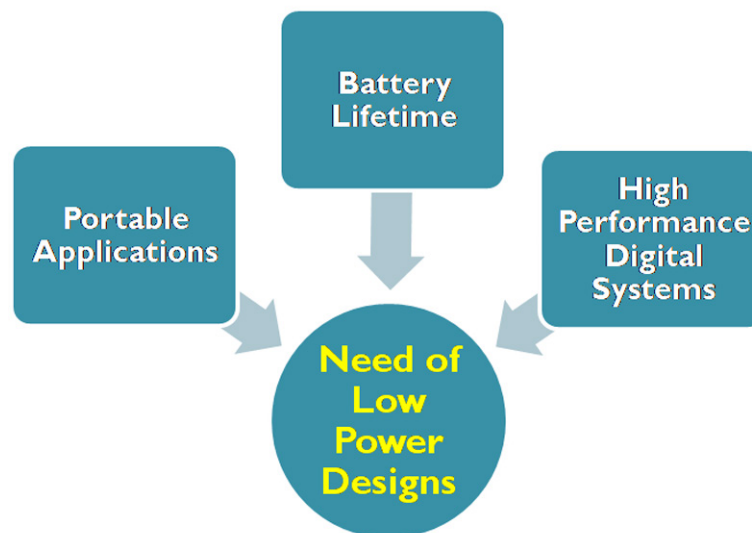 Battery
Lifetime
Portable
Applications
High
Performance
Digital
Systems
Need of
Low
Power
Designs